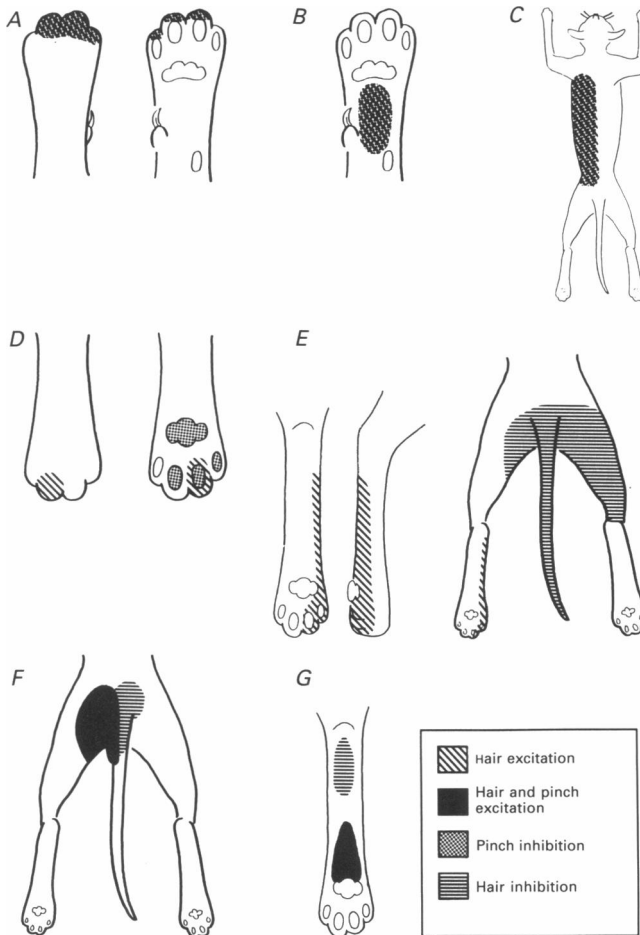 A
B
C
D
E
F
G
Hair excitation
Hair and pinch
excitation
Pinch inhibition
Hair inhibition